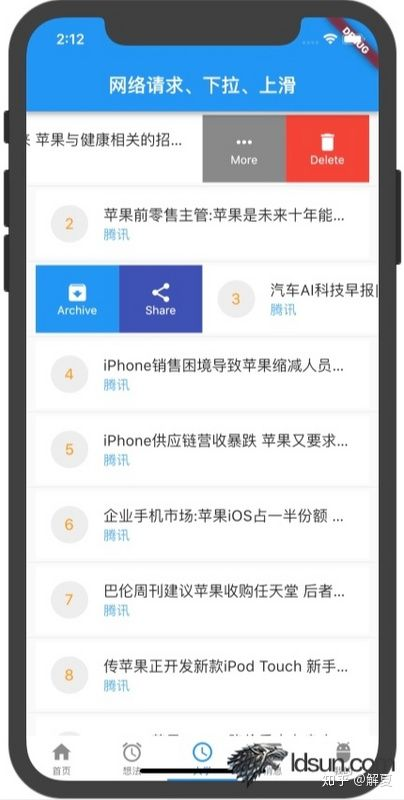 2:12
DEBUG
网络请求、下拉、上滑
苹果与健康相关的招...
More
Delete
2
苹果前零售主管:苹果是未来十年能...
腾讯
Archive
Share
3
汽车AI科技早报
腾讯
4
iPhone销售困境导致苹果缩减人员...
腾讯
5
iPhone供应链营收暴跌 苹果又要求...
腾讯
6
企业手机市场:苹果iOS占一半份额 ...
腾讯
7
巴伦周刊建议苹果收购任天堂 后者...
腾讯
8
传苹果正开发新款iPod Touch 新手...
腾讯
首页
想法
消息
ldsun.com
知乎 @解夏